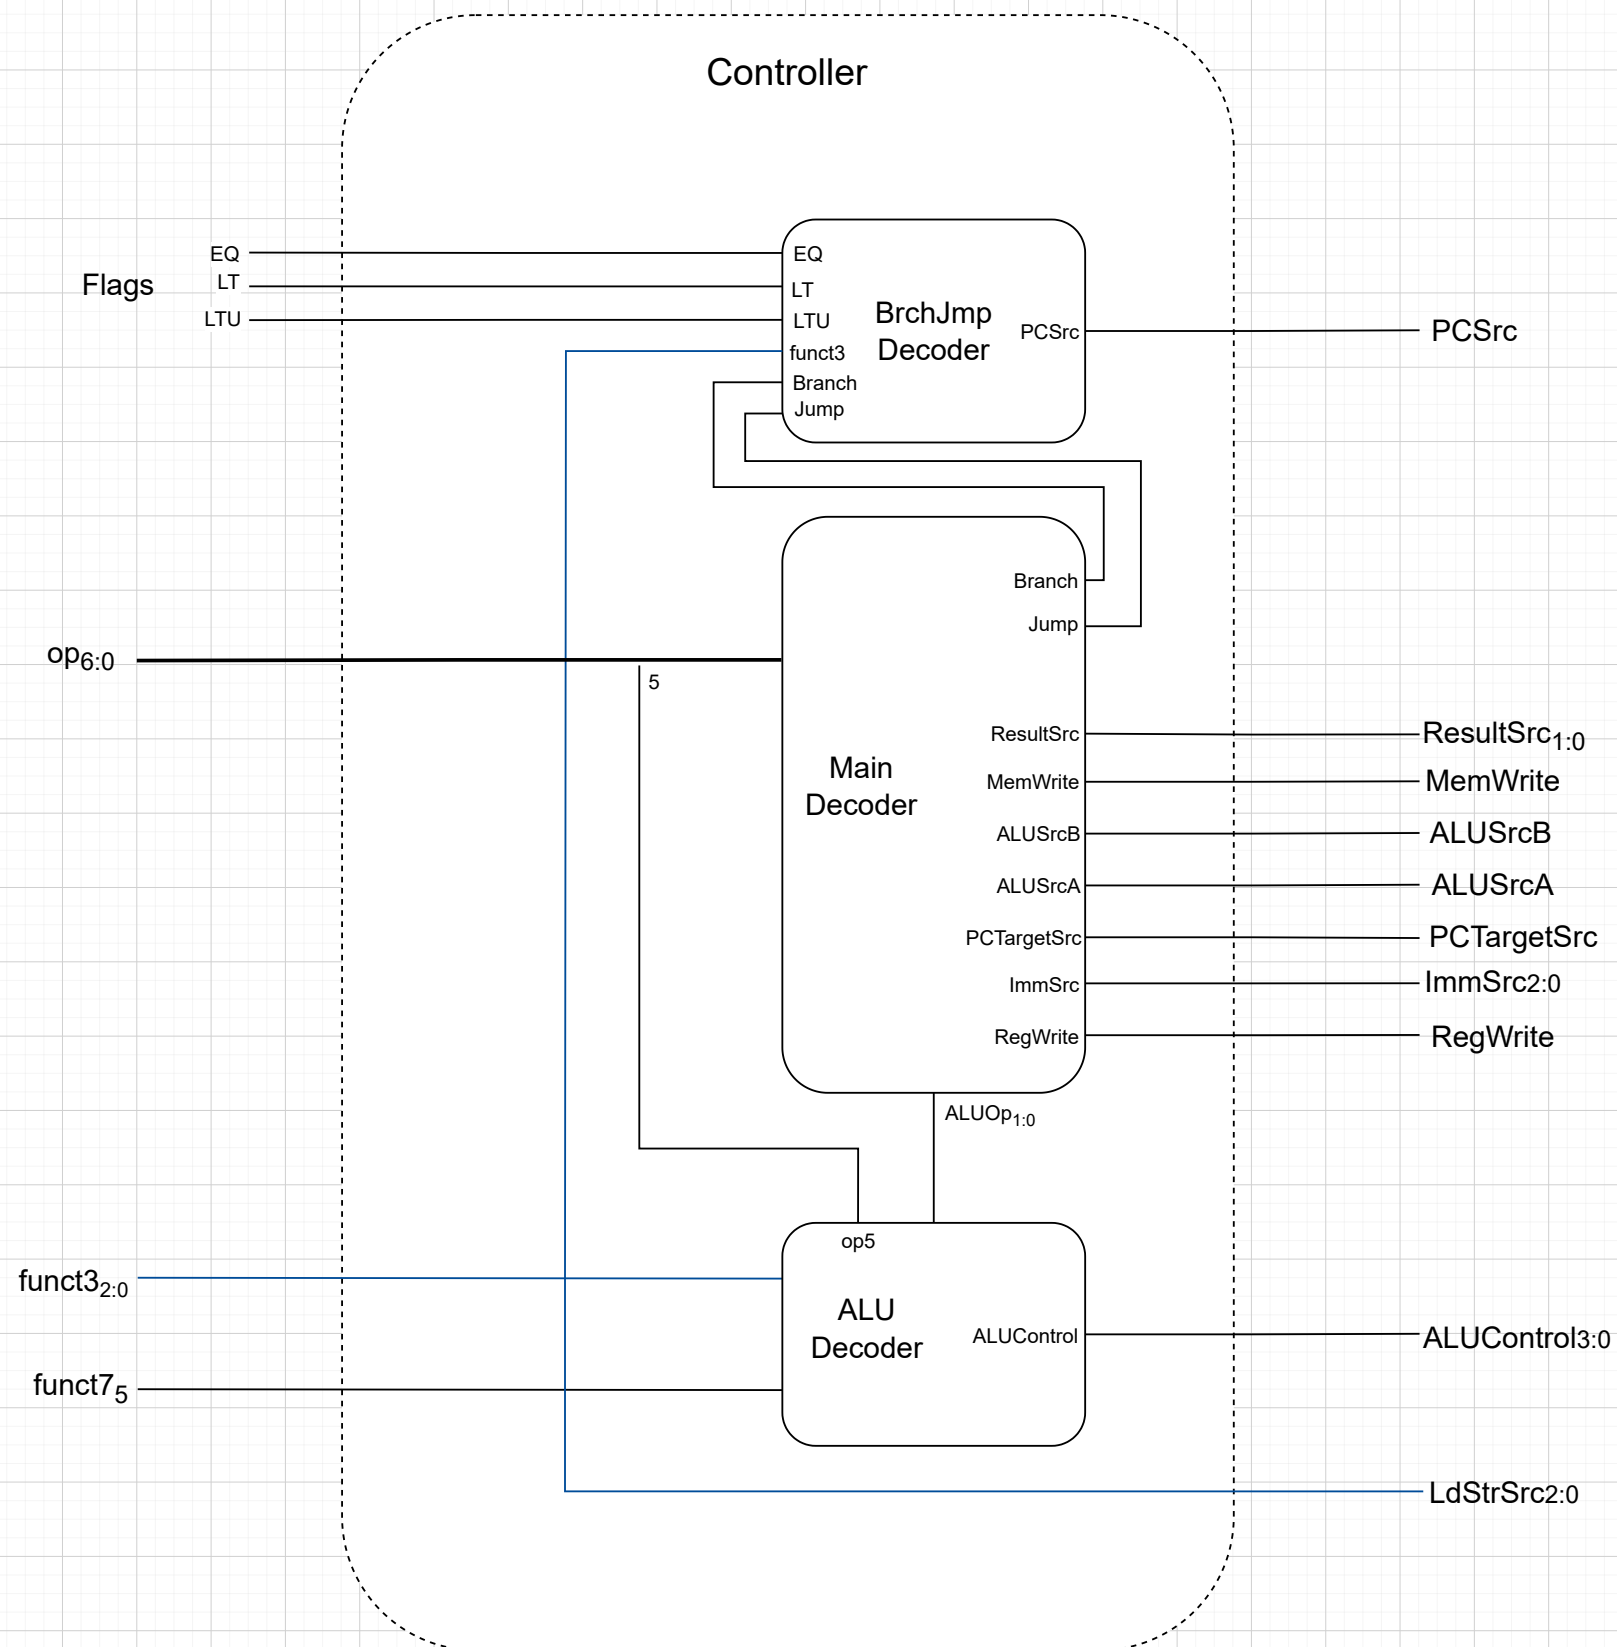 Controller
EQ
LT
LTU
Flags
EQ
LT
LTU
funct3
Branch
Jump
BrchJmp
Decoder
PCSrc
PCSrc
Branch
Jump
op6:0
5
Main
Decoder
ResultSrc
MemWrite
ALUSrcB
ALUSrcA
PCTargetSrc
ImmSrc
RegWrite
ResultSrc1:0
MemWrite
ALUSrcB
ALUSrcA
PCTargetSrc
ImmSrc2:0
RegWrite
ALUOp1:0
op5
funct32:0
ALU
Decoder
ALUControl
ALUControl3:0
funct75
LdStrSrc2:0